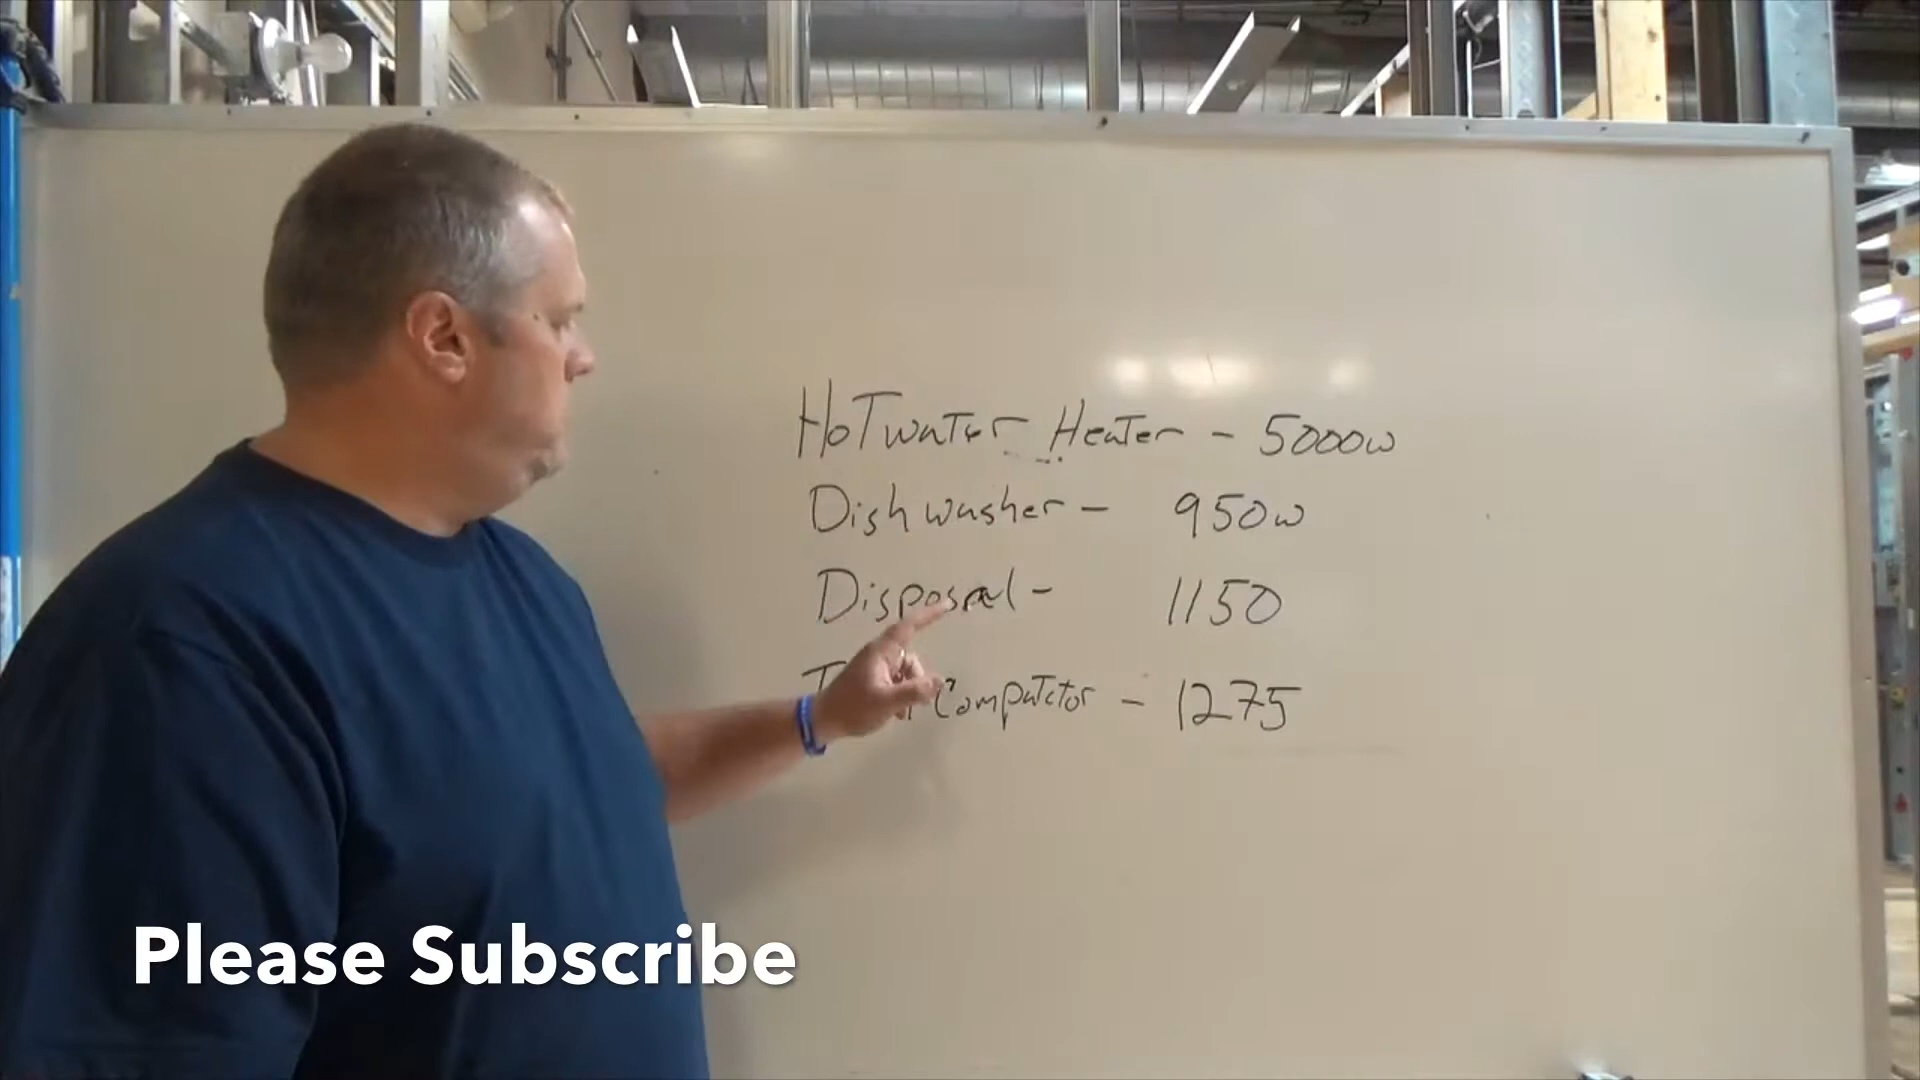 HoTwater Heater - 5000w
Dishwasher - 950w
Disposal - 1150
Compactor - 1275
Please Subscribe